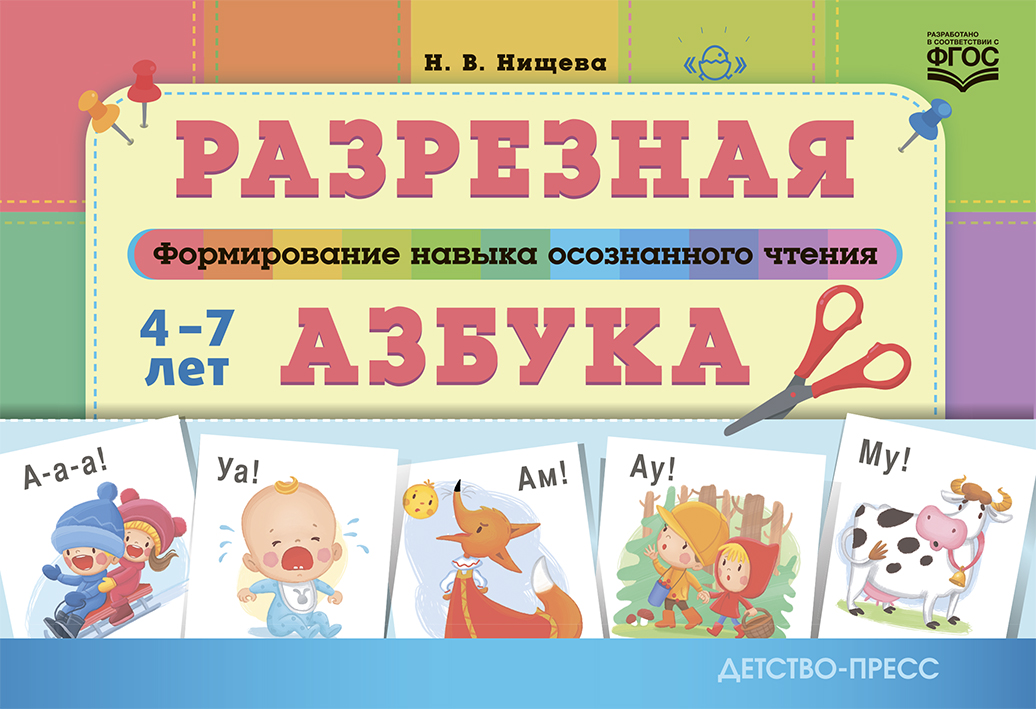 Н. В. Нищева
РАЗРАБОТАНО
В СООТВЕТСТВИИ С
ФГОС
РАЗРЕЗНАЯ
Формирование навыка осознанного чтения
4–7
лет
АЗБУКА
А-а-а!
Уа!
Ам!
Ау!
Му!
ДЕТСТВО-ПРЕСС